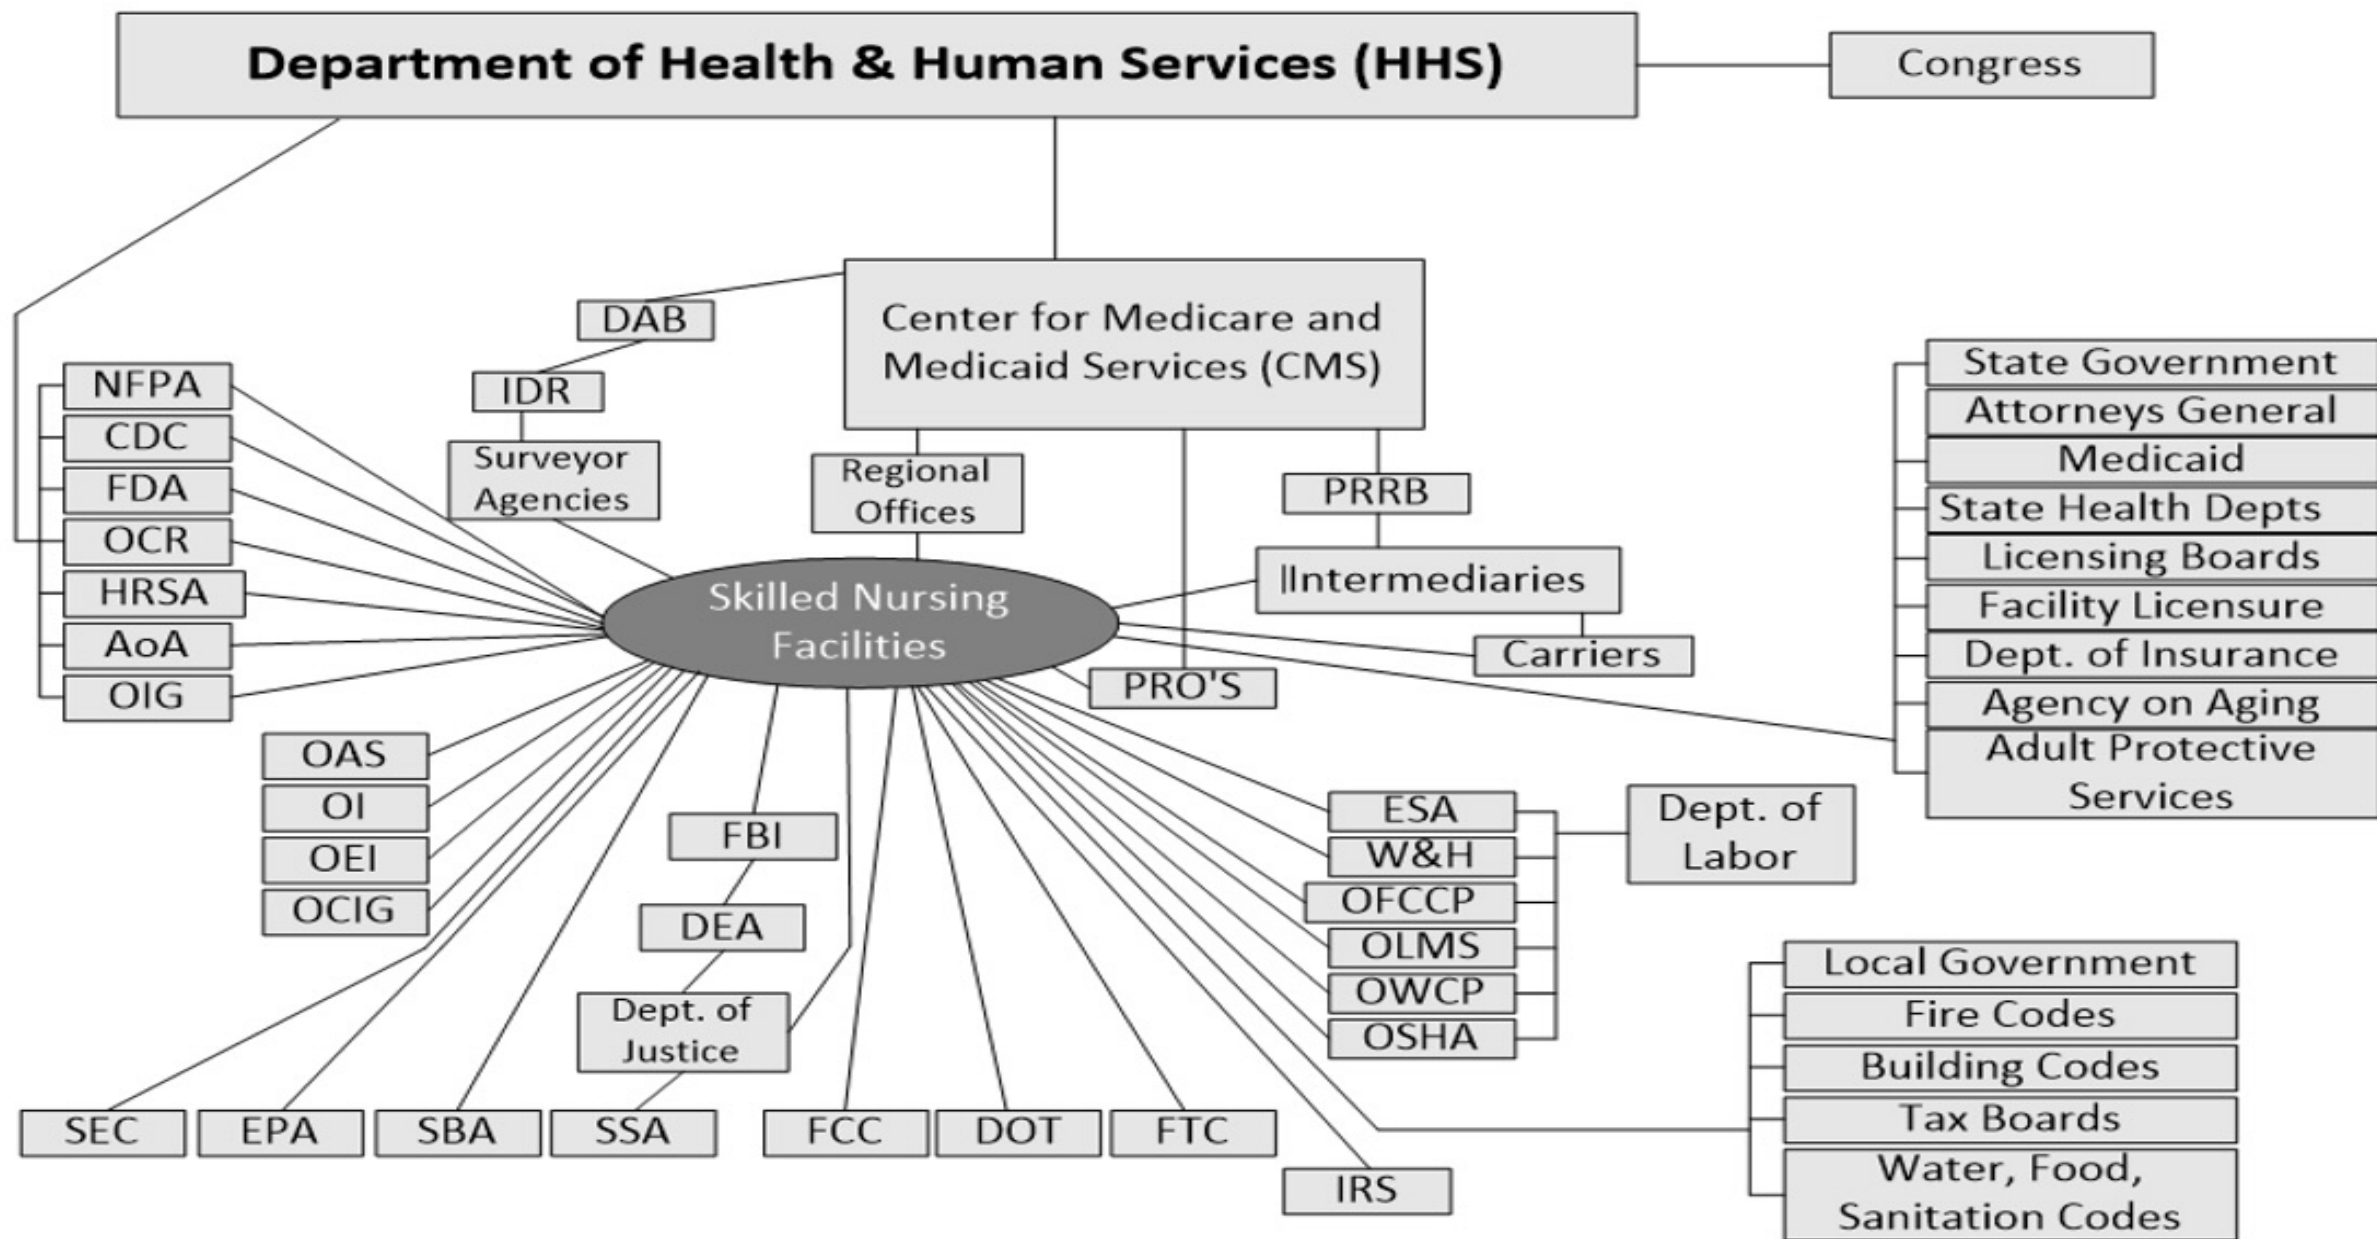 Department of Health & Human Services (HHS)
Congress
Center for Medicare and
Medicaid Services (CMS)
DAB
IDR
Surveyor
Agencies
Regional
Offices
PRRB
Intermediaries
Carriers
PRO'S
NFPA
CDC
FDA
OCR
HRSA
AoA
OIG
Skilled Nursing
Facilities
State Government
Attorneys General
Medicaid
State Health Depts
Licensing Boards
Facility Licensure
Dept. of Insurance
Agency on Aging
Adult Protective
Services
OAS
OI
OEI
OCIG
FBI
DEA
Dept. of
Justice
ESA
W&H
OFCCP
OLMS
OWCP
OSHA
Dept. of
Labor
SEC
EPA
SBA
SSA
FCC
DOT
FTC
IRS
Local Government
Fire Codes
Building Codes
Tax Boards
Water, Food,
Sanitation Codes